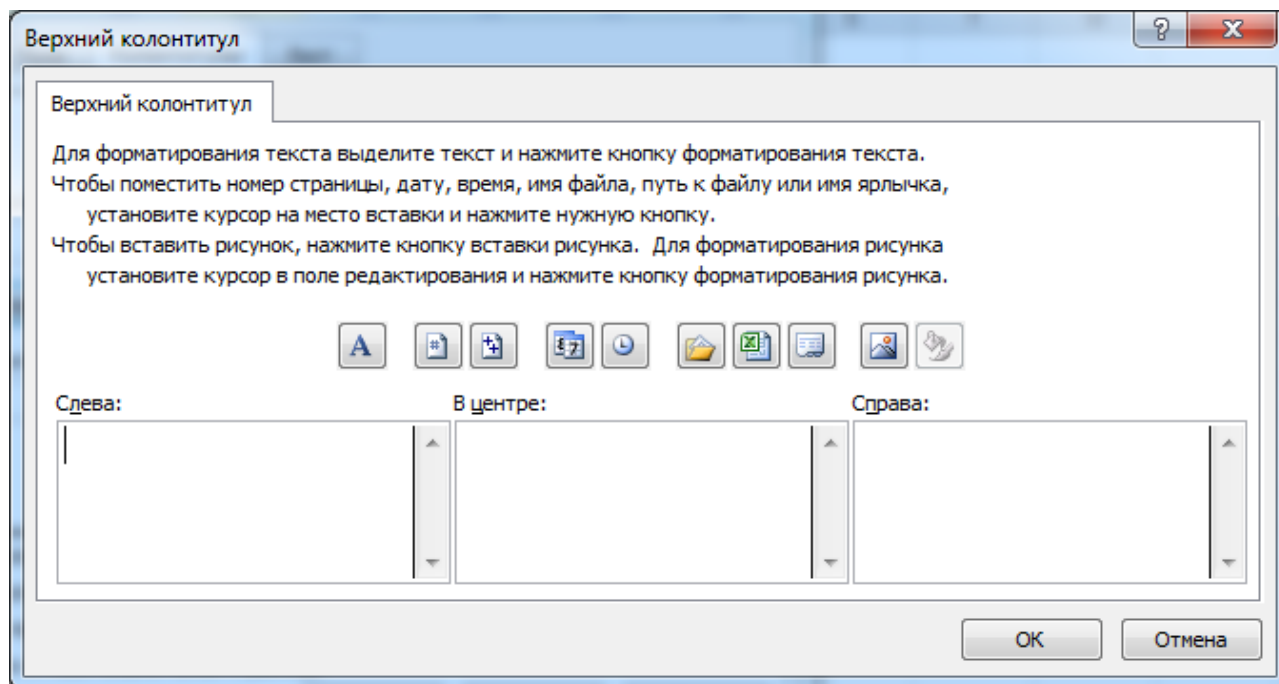 Верхний колонтитул
Верхний колонтитул
Для форматирования текста выделите текст и нажмите кнопку форматирования текста.
Чтобы поместить номер страницы, дату, время, имя файла, путь к файлу или имя ярлычка,
установите курсор на место вставки и нажмите нужную кнопку.
Чтобы вставить рисунок, нажмите кнопку вставки рисунка. Для форматирования рисунка
установите курсор в поле редактирования и нажмите кнопку форматирования рисунка.
Слева: В центре: Справа:
ОК Отмена